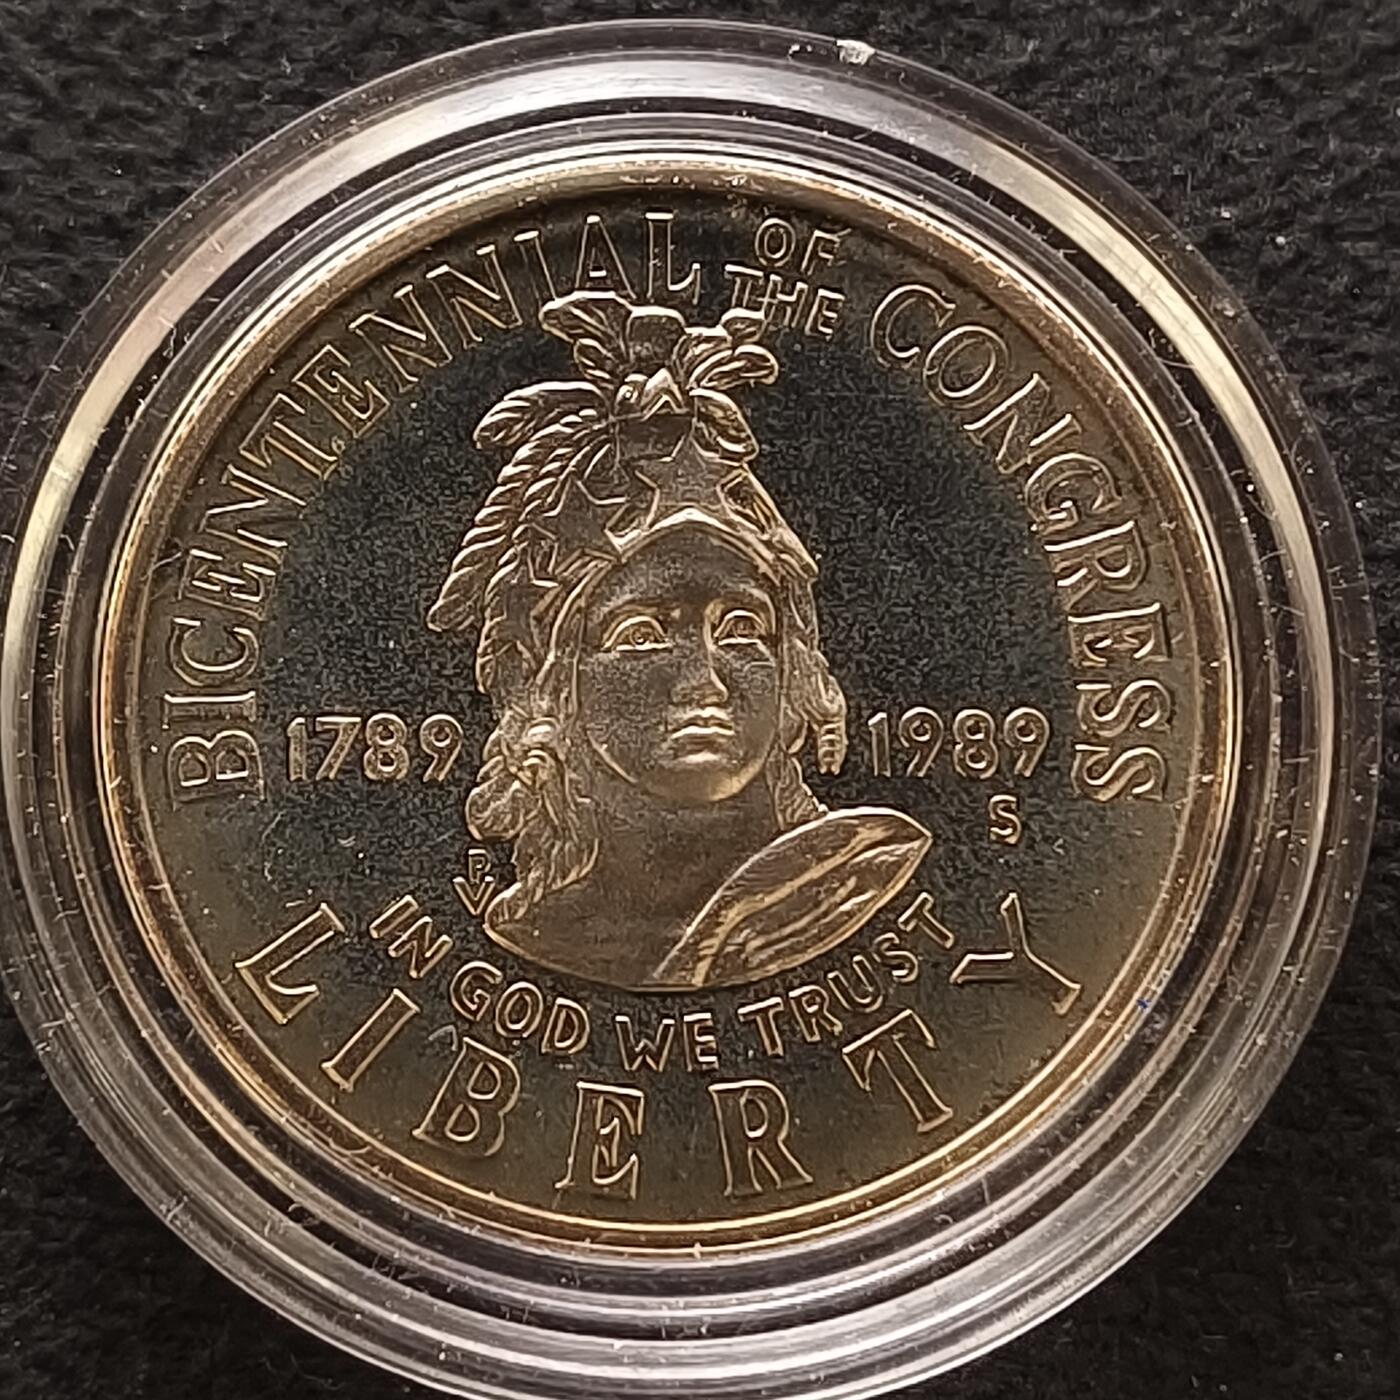 BICENTENNIAL OF THE CONGRESS
1789 1989
S
PV
IN GOD WE TRUST
LIBERTY